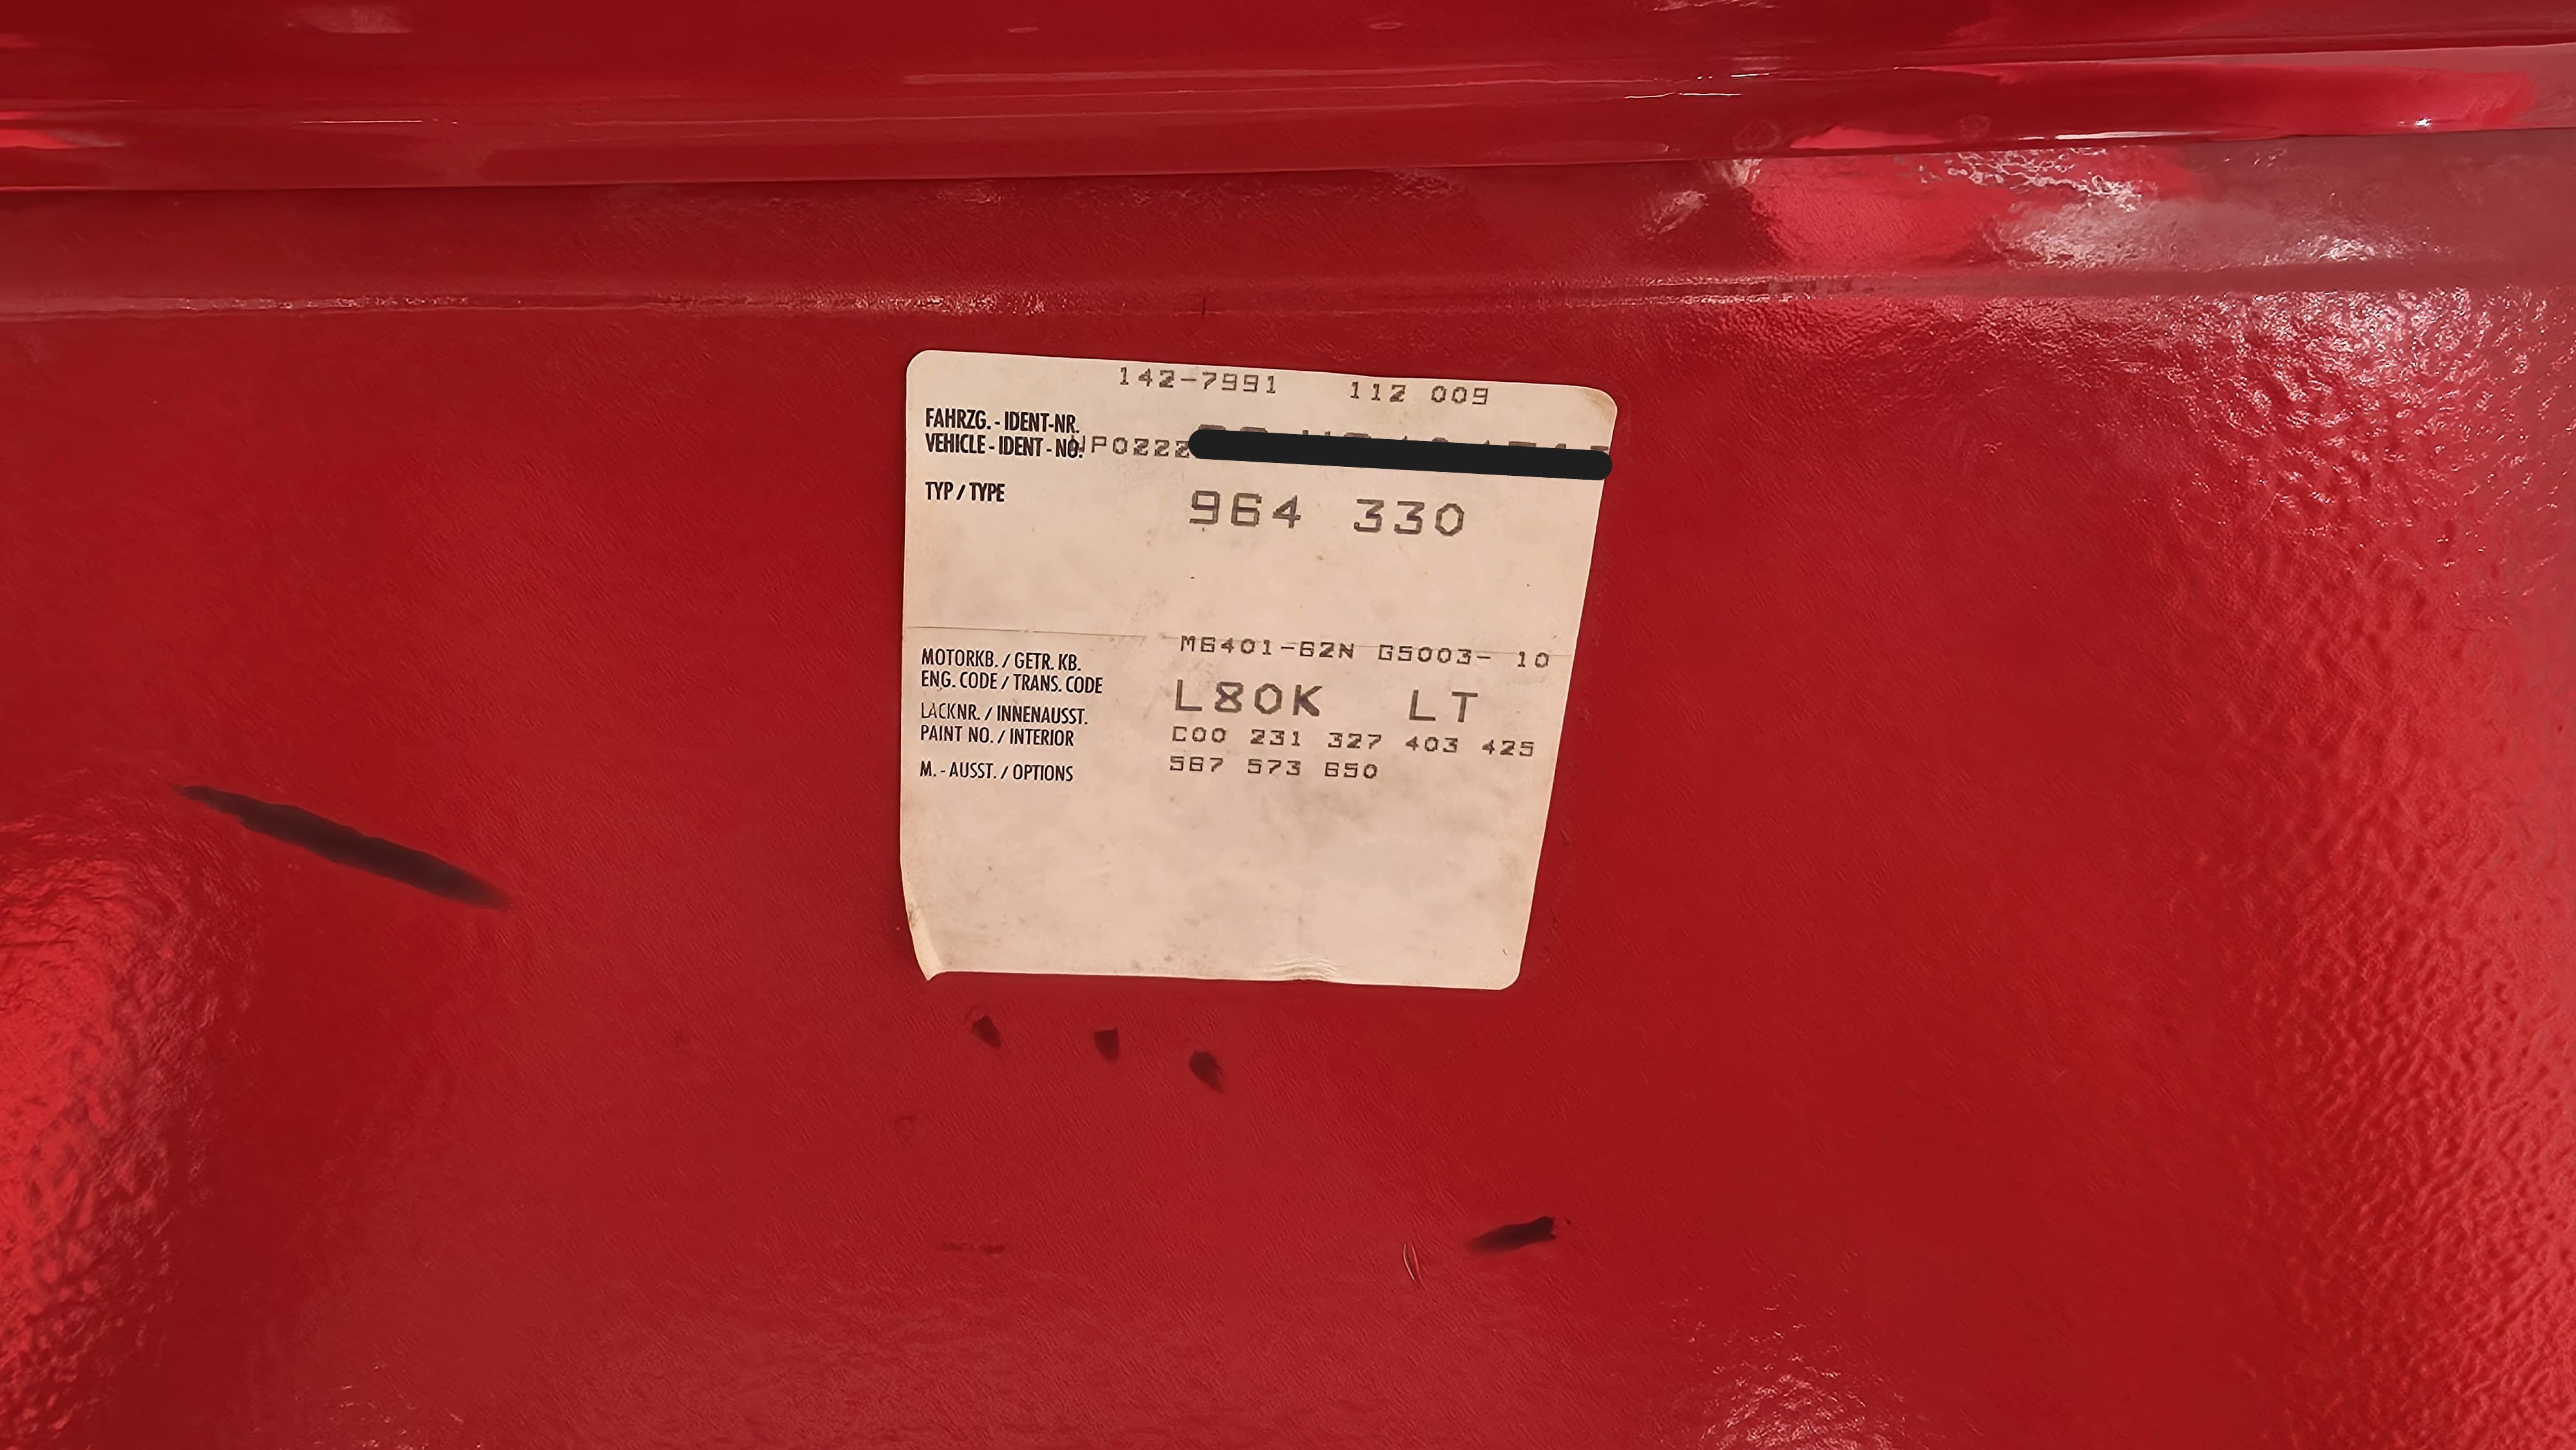 142-7991 112 009
FAHRZG. - IDENT-NR.
VEHICLE - IDENT - NO. WP0ZZZ
TYP / TYPE 964 330
M6401-62N G5003- 10
MOTORKB. / GETR. KB.
ENG. CODE / TRANS. CODE
L80K LT
LACKNR. / INNENAUSST.
PAINT NO. / INTERIOR
C00 231 327 403 425
M. - AUSST. / OPTIONS
567 573 650